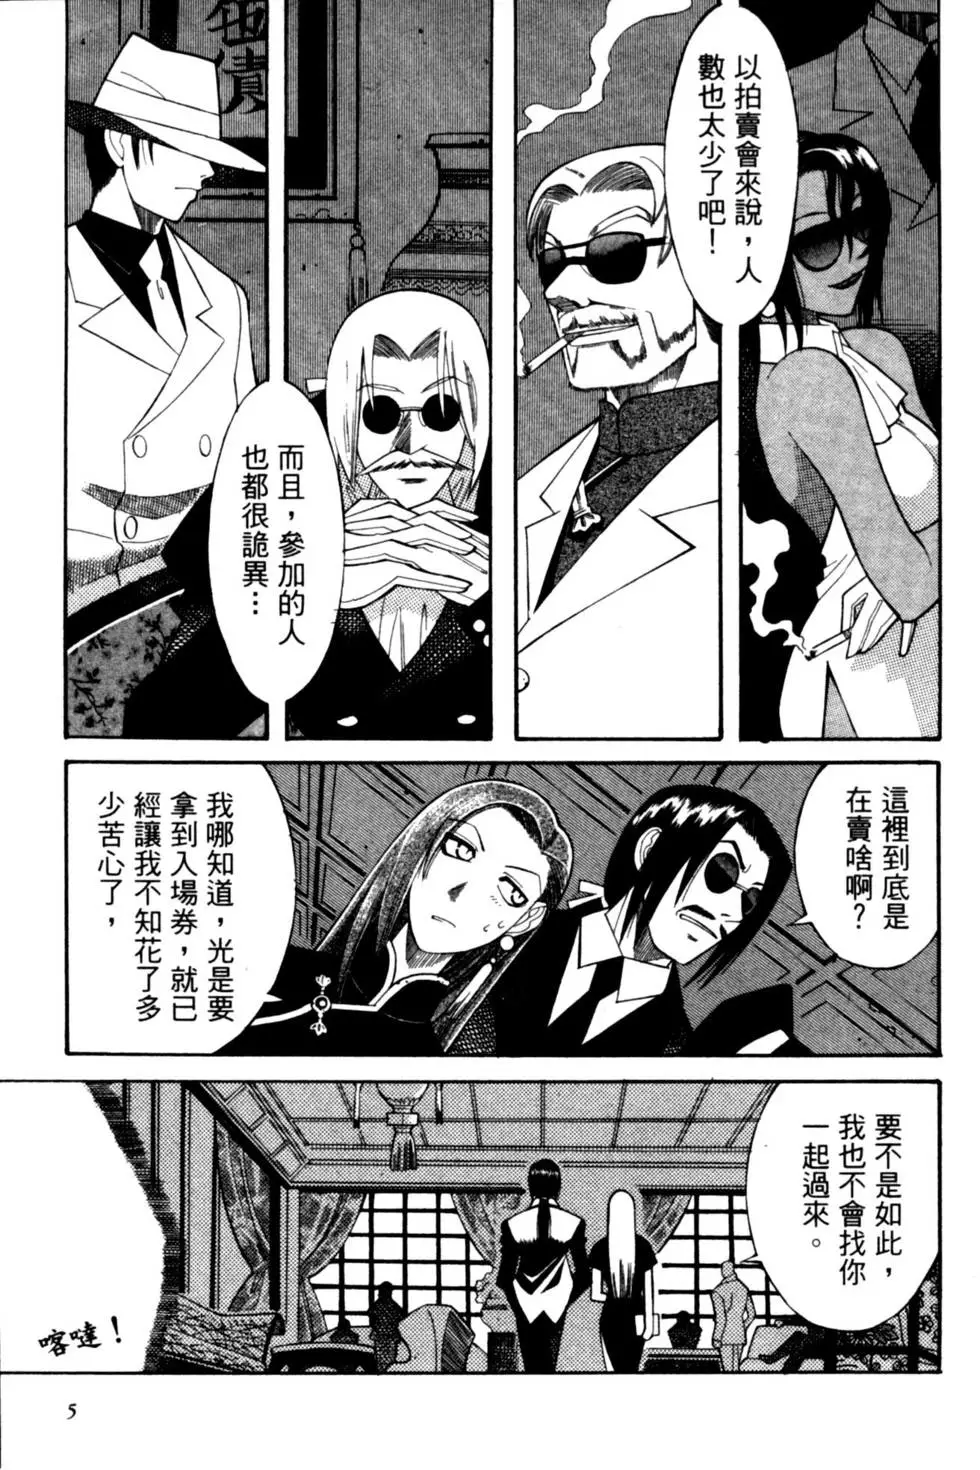 以拍賣會來說，人
數也太少了吧！
而且，參加的人
也都很詭異…
這裡到底是
在賣啥啊？
我哪知道，光是要
拿到入場券，就已
經讓我不知花了多
少苦心了，
要不是如此，
我也不會找你
一起過來。
喀噠！
5